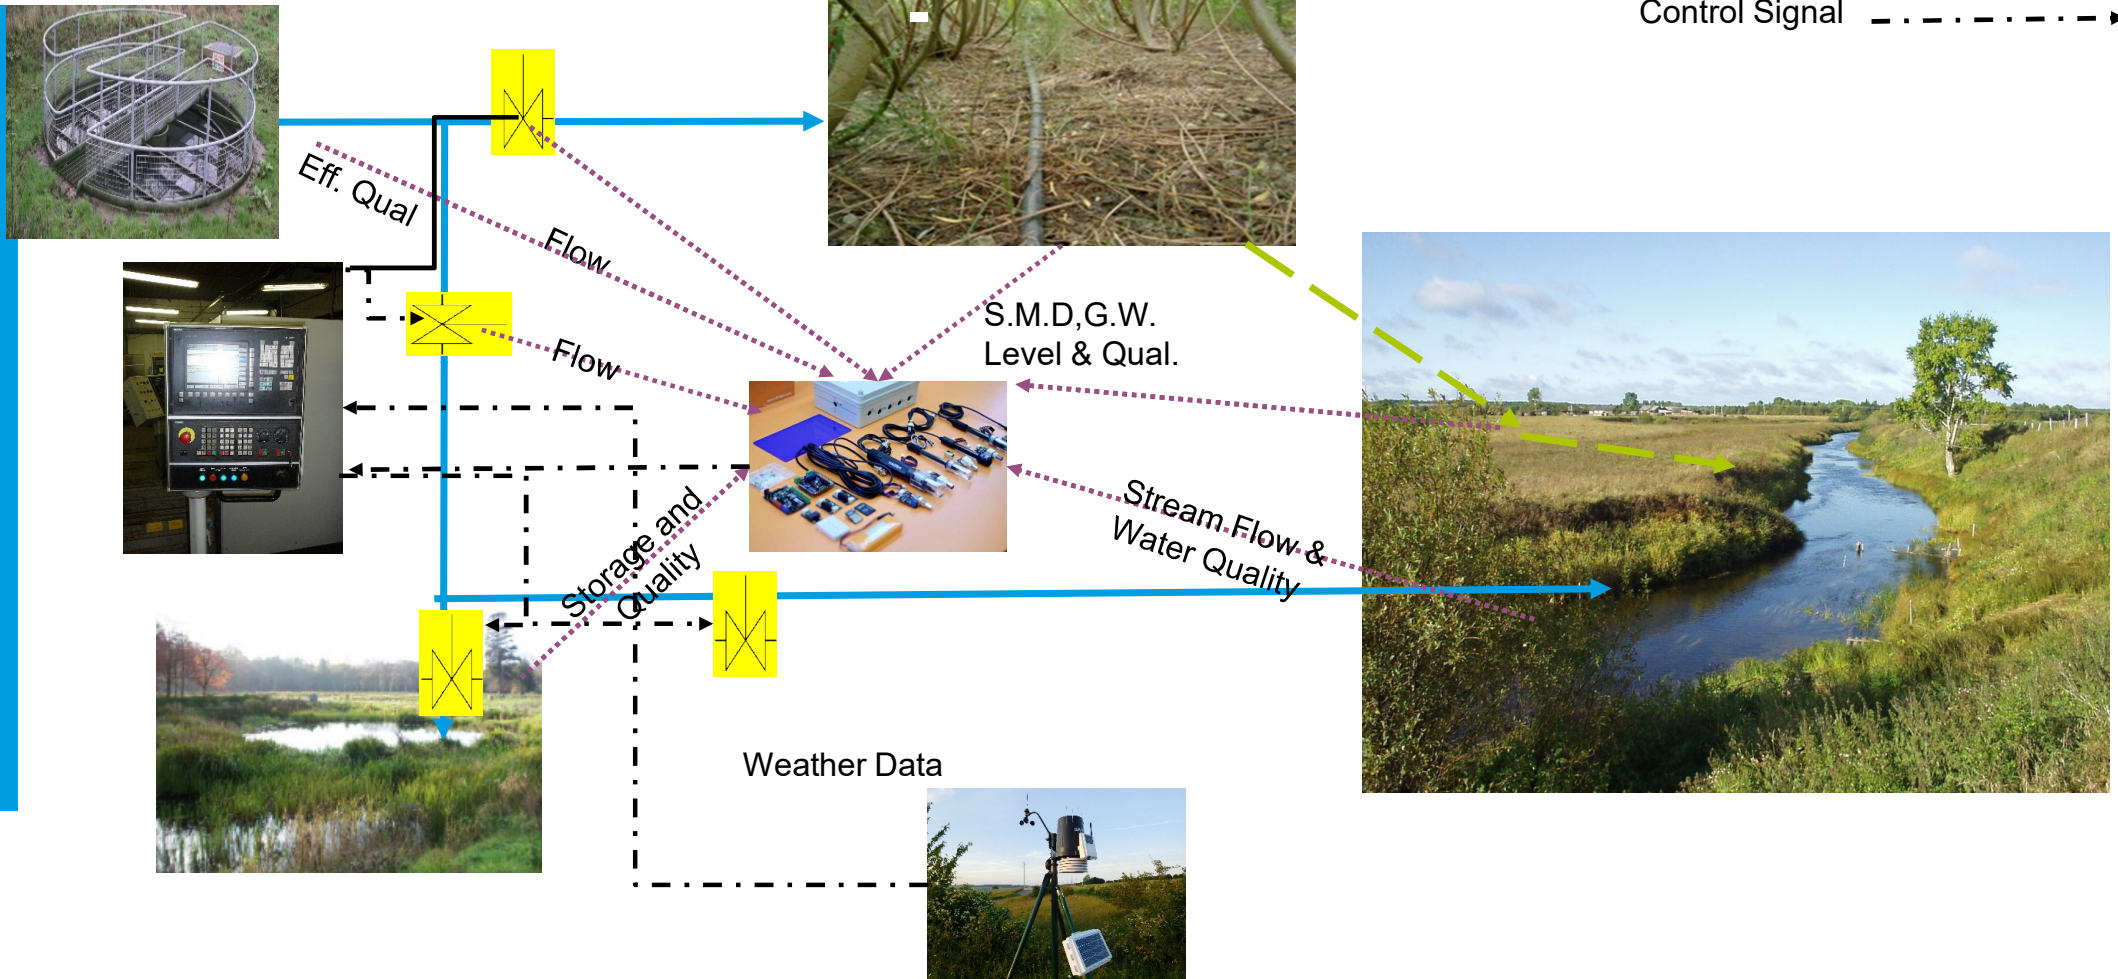 Control Signal
Eff. Qual
Flow
S.M.D,G.W.
Level & Qual.
Flow
Stream Flow &
Water Quality
Storage and
Quality
Weather Data